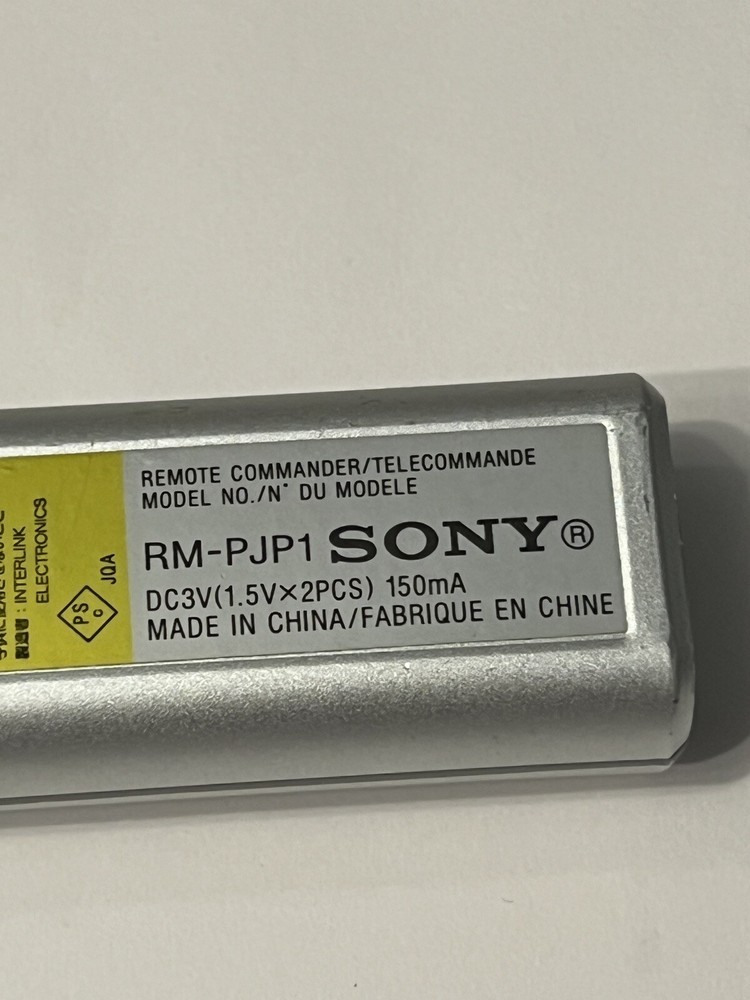 REMOTE COMMANDER/TELECOMMANDE
MODEL NO./N° DU MODELE
RM-PJP1 SONY®
DC3V(1.5V×2PCS) 150mA
MADE IN CHINA/FABRIQUE EN CHINE
: INTERLINK
ELECTRONICS
PS
C
JQA